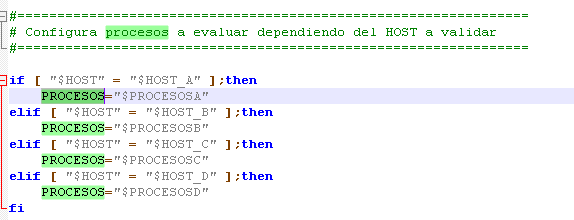 #================================================================
# Configura procesos a evaluar dependiendo del HOST a validar
#================================================================
if [ "$HOST" = "$HOST_A" ];then
PROCESOS="$PROCESOSA"
elif [ "$HOST" = "$HOST_B" ];then
PROCESOS="$PROCESOSB"
elif [ "$HOST" = "$HOST_C" ];then
PROCESOS="$PROCESOSC"
elif [ "$HOST" = "$HOST_D" ];then
PROCESOS="$PROCESOSD"
fi